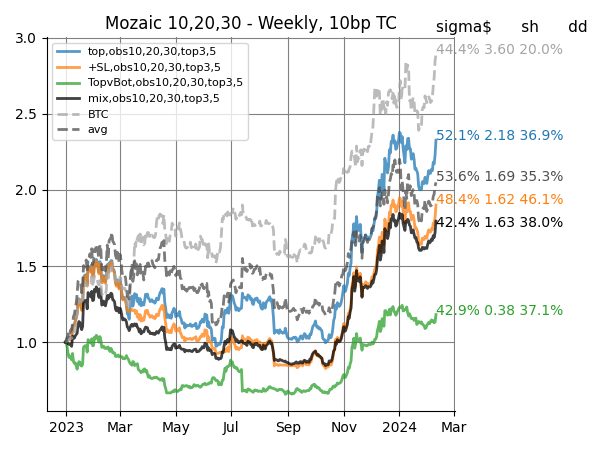 Mozaic 10,20,30 - Weekly, 10bp TC
sigma$ sh dd
3.0
2.5
2.0
1.5
1.0
top,obs10,20,30,top3,5
+SL,obs10,20,30,top3,5
TopvBot,obs10,20,30,top3,5
mix,obs10,20,30,top3,5
BTC
avg
44.4% 3.60 20.0%
52.1% 2.18 36.9%
53.6% 1.69 35.3%
48.4% 1.62 46.1%
42.4% 1.63 38.0%
42.9% 0.38 37.1%
2023 Mar May Jul Sep Nov 2024 Mar